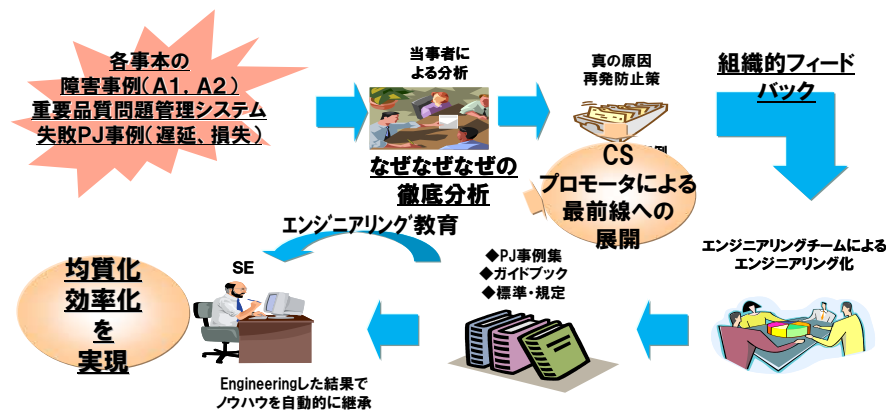 各事本の
障害事例(A1.A2)
重要品質問題管理システム
失敗PJ事例(遅延、損失)
当事者に
よる分析
なぜなぜなぜの
徹底分析
真の原因
再発防止策
例
CS
プロモータによる
最前線への
展開
組織的フィード
バック
エンジニアリングチームによる
エンジニアリング化
◆PJ事例集
◆ガイドブック
◆標準・規定
エンジニアリング教育
SE
Engineeringした結果で
ノウハウを自動的に継承
均質化
効率化
を
実現